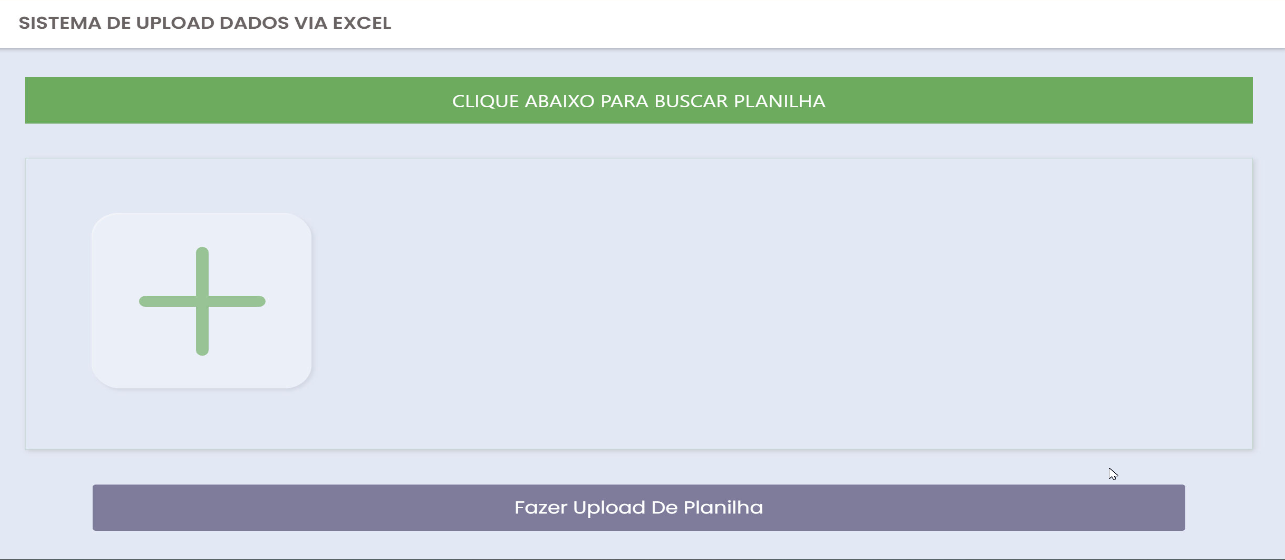 SISTEMA DE UPLOAD DADOS VIA EXCEL
CLIQUE ABAIXO PARA BUSCAR PLANILHA
Fazer Upload De Planilha